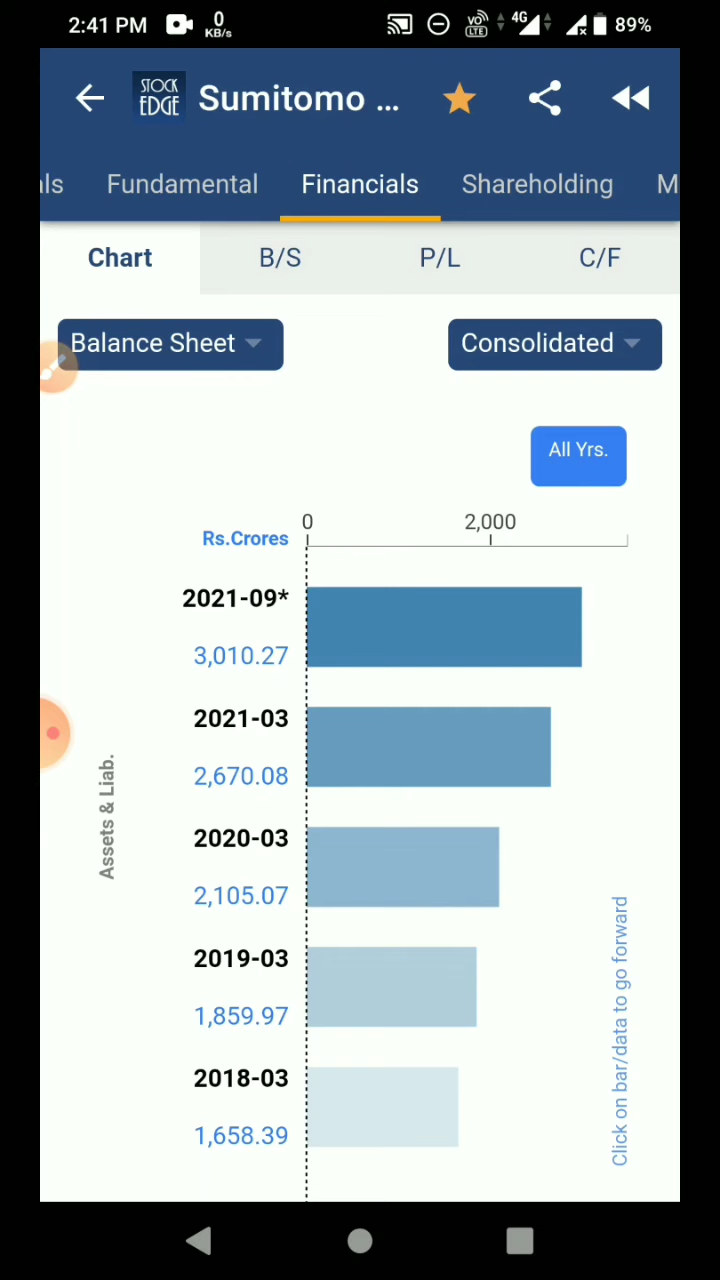 2:41 PM 0 KB/s VO LTE 4G 89%
STOCK EDGE Sumitomo ...
als Fundamental Financials Shareholding M
Chart B/S P/L C/F
Balance Sheet Consolidated
All Yrs.
Rs.Crores 0 2,000
2021-09*
3,010.27
2021-03
2,670.08
2020-03
2,105.07
2019-03
1,859.97
2018-03
1,658.39
Assets & Liab.
Click on bar/data to go forward